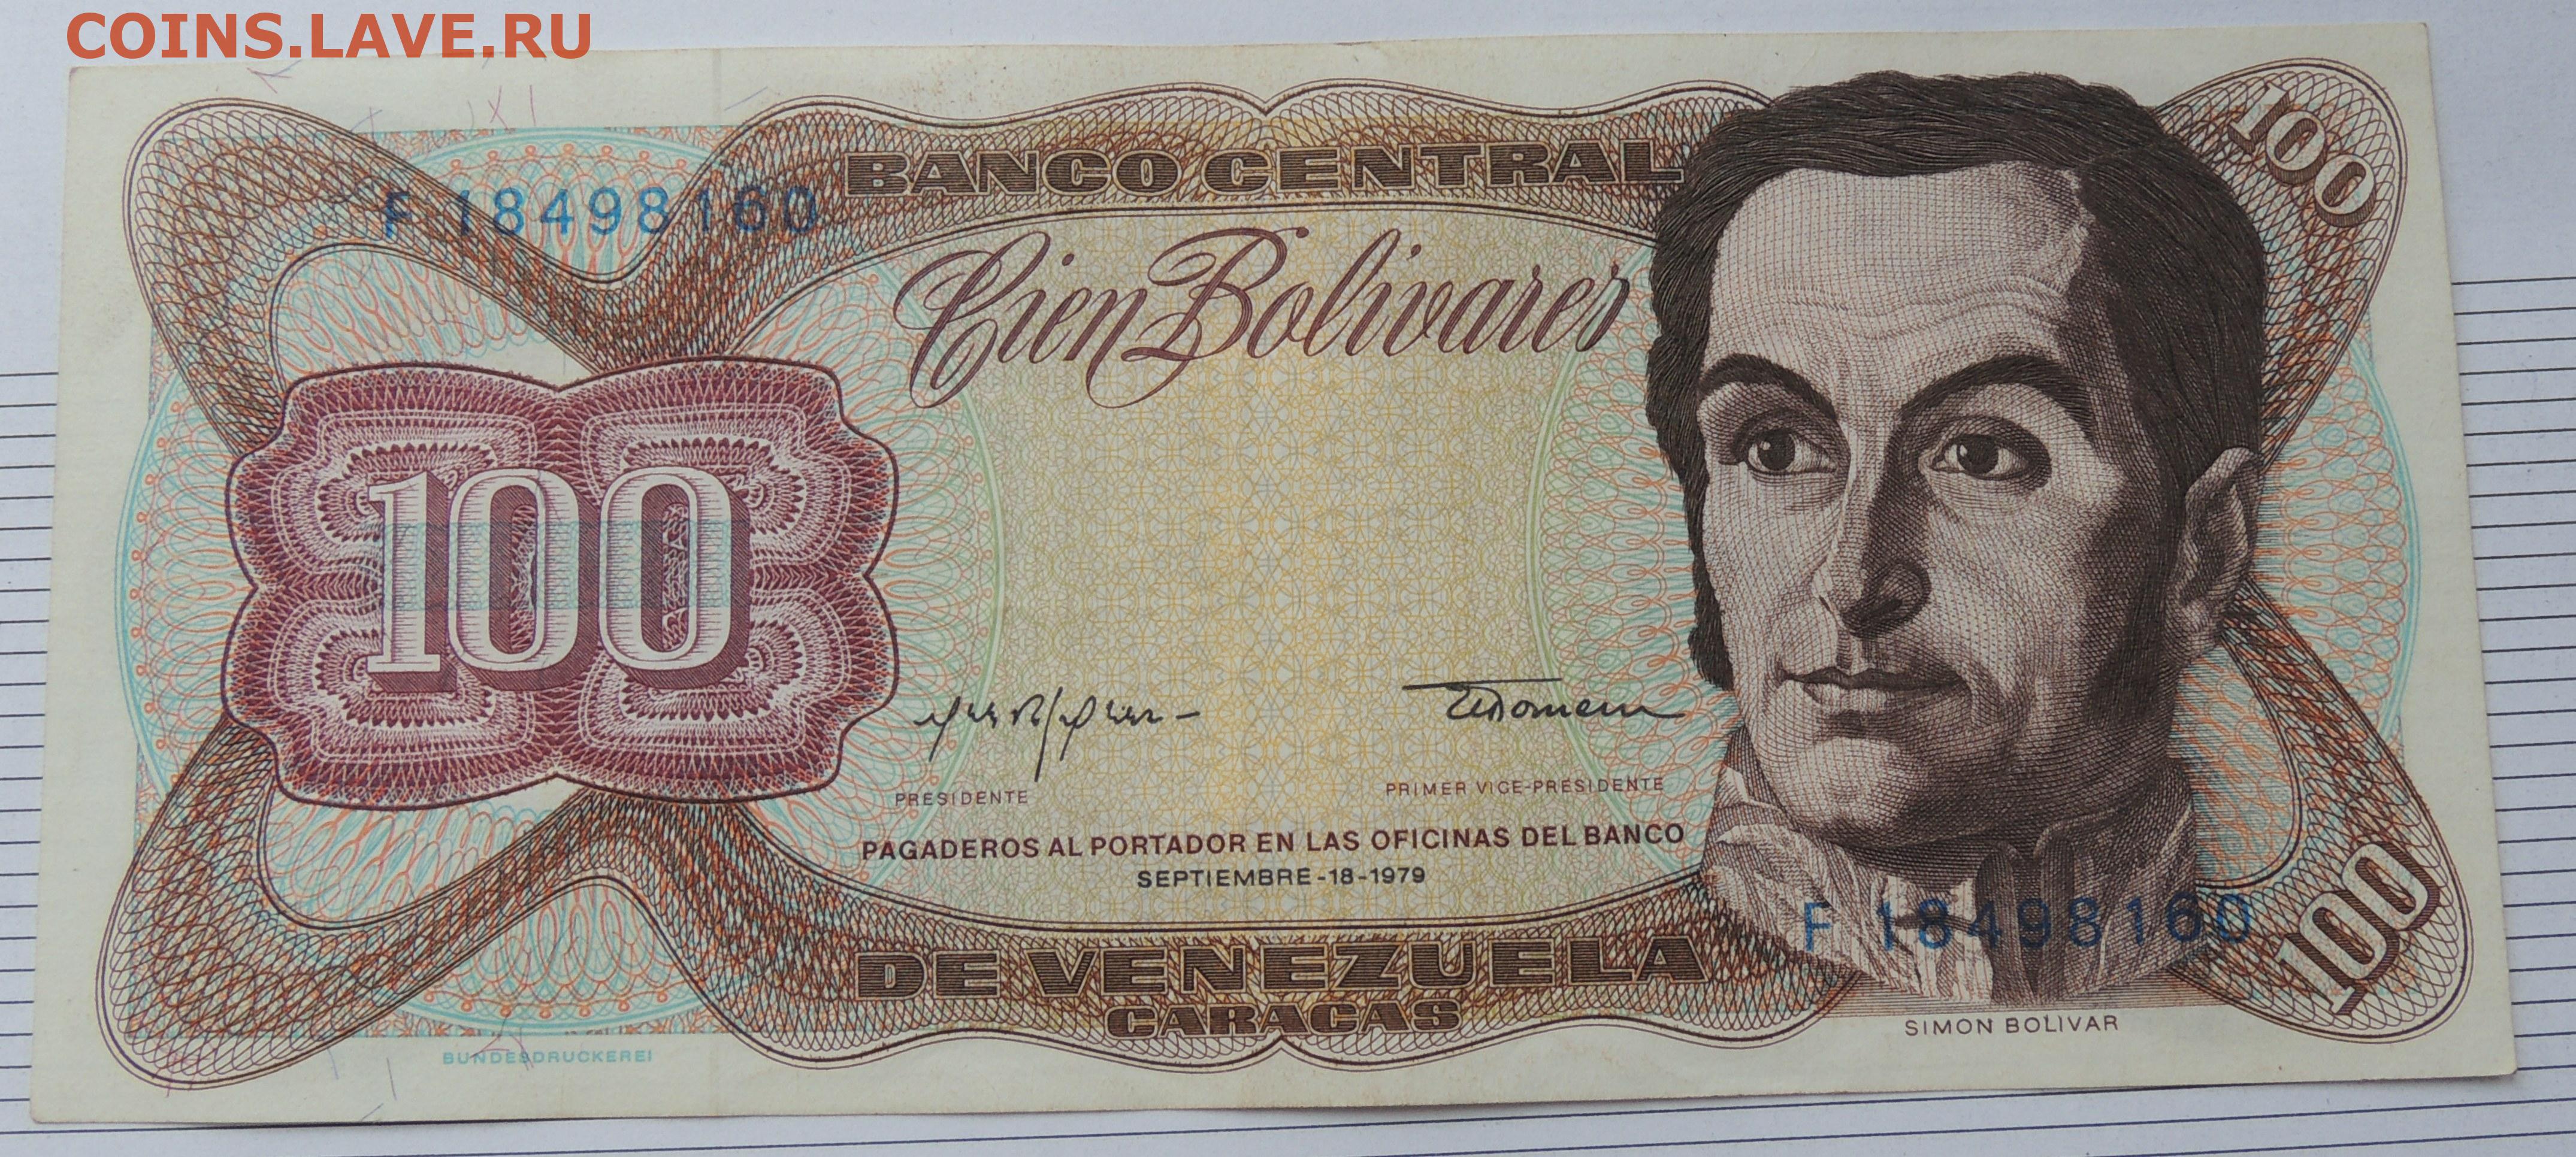 COINS.LAVE.RU
BANCO CENTRAL
100
F 18498160
Cien Bolivares
100
PRESIDENTE
PRIMER VICE-PRESIDENTE
PAGADEROS AL PORTADOR EN LAS OFICINAS DEL BANCO
SEPTIEMBRE-18-1979
F 18498160
DE VENEZUELA
100
CARACAS
SIMON BOLIVAR
BUNDESDRUCKEREI